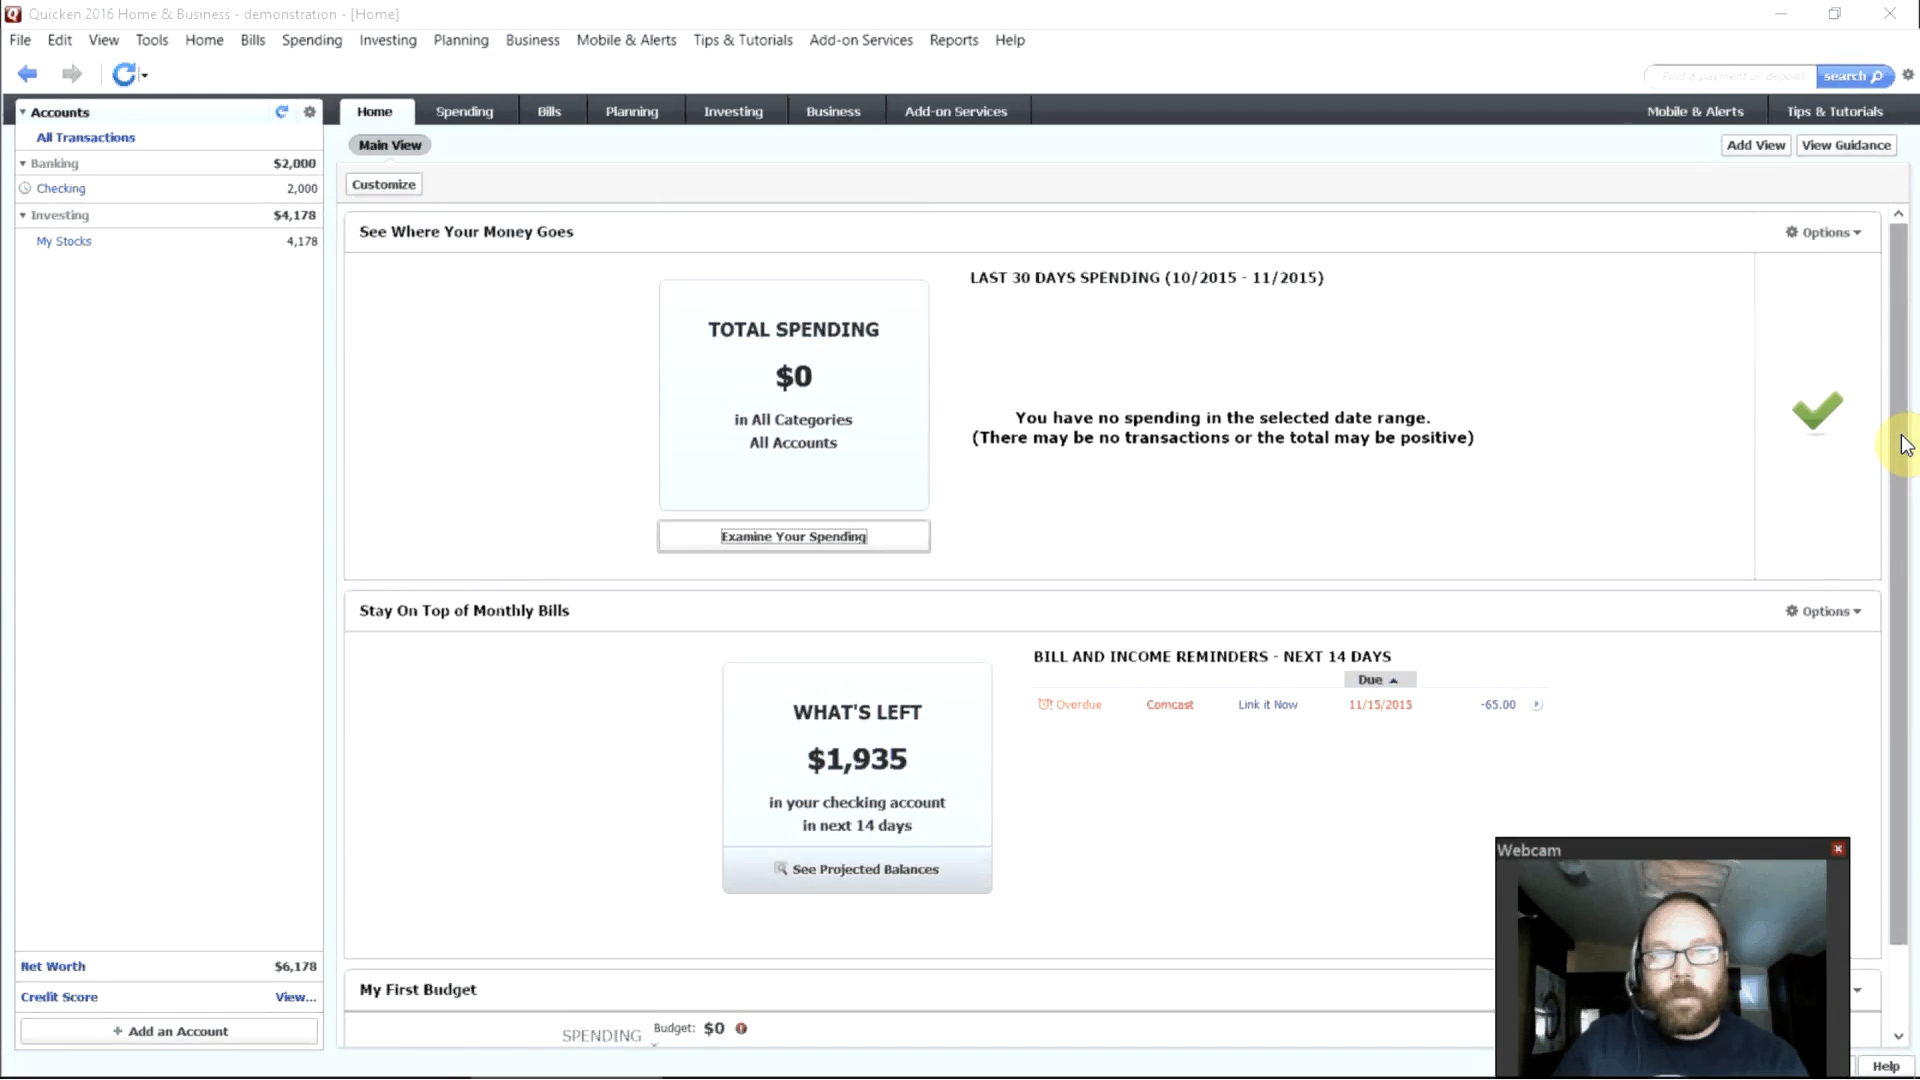 Quicken 2016 Home & Business - demonstration - [Home]
File Edit View Tools Home Bills Spending Investing Planning Business Mobile & Alerts Tips & Tutorials Add-on Services Reports Help
Find a payment or deposit search
Accounts
Home Spending Bills Planning Investing Business Add-on Services Mobile & Alerts Tips & Tutorials
All Transactions
Main View Add View View Guidance
Banking $2,000
Customize
Checking 2,000
Investing $4,178
My Stocks 4,178
See Where Your Money Goes Options
LAST 30 DAYS SPENDING (10/2015 - 11/2015)
TOTAL SPENDING
$0
in All Categories
All Accounts
You have no spending in the selected date range.
(There may be no transactions or the total may be positive)
Examine Your Spending
Stay On Top of Monthly Bills Options
BILL AND INCOME REMINDERS - NEXT 14 DAYS
Due
Overdue Comcast Link it Now 11/15/2015 -65.00
WHAT'S LEFT
$1,935
in your checking account
in next 14 days
See Projected Balances
Webcam
Net Worth $6,178
Credit Score View...
+ Add an Account
My First Budget
SPENDING Budget: $0
Help